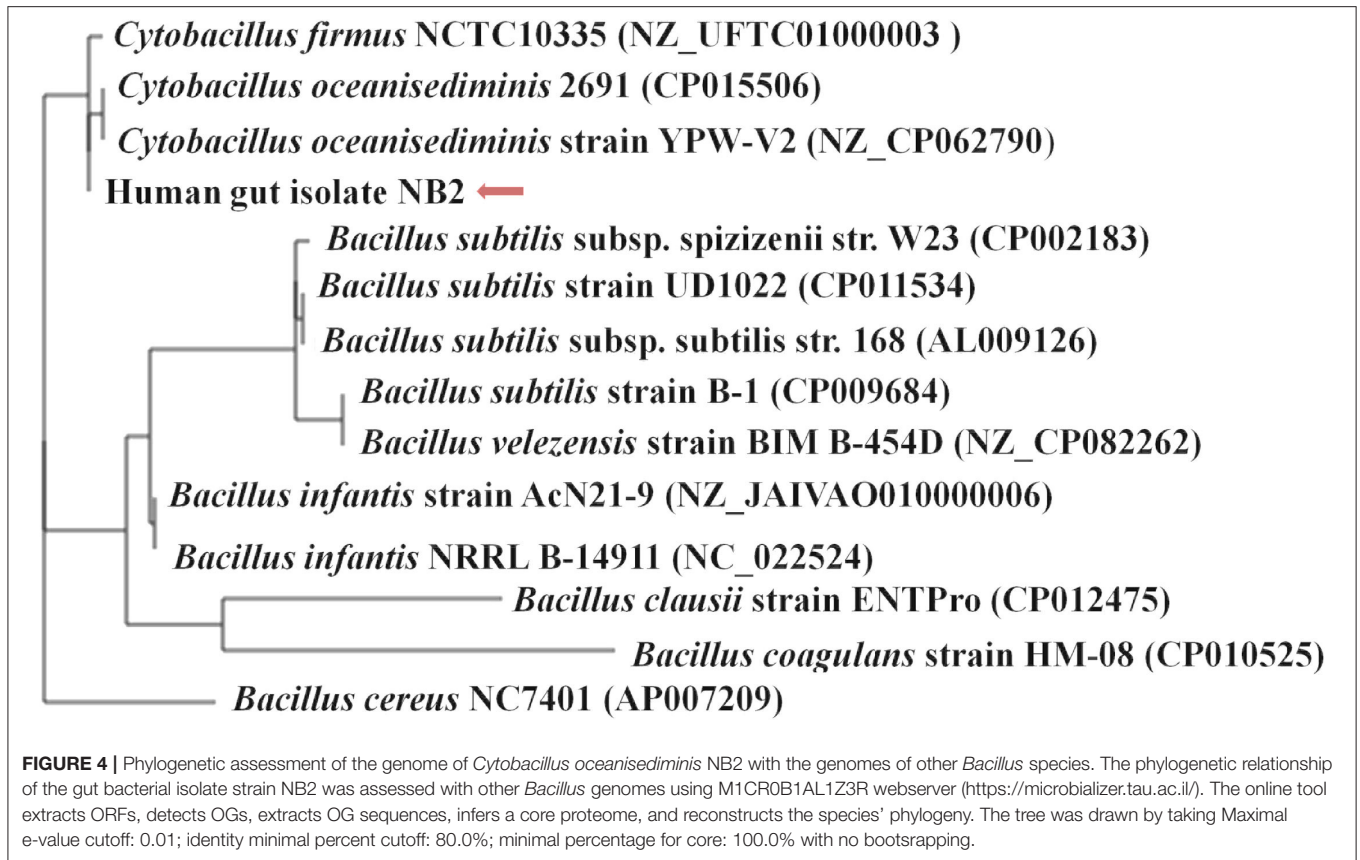 Cytobacillus firmus NCTC10335 (NZ_UFTC01000003 )
Cytobacillus oceanisediminis 2691 (CP015506)
Cytobacillus oceanisediminis strain YPW-V2 (NZ_CP062790)
Human gut isolate NB2
Bacillus subtilis subsp. spizizenii str. W23 (CP002183)
Bacillus subtilis strain UD1022 (CP011534)
Bacillus subtilis subsp. subtilis str. 168 (AL009126)
Bacillus subtilis strain B-1 (CP009684)
Bacillus velezensis strain BIM B-454D (NZ_CP082262)
Bacillus infantis strain AcN21-9 (NZ_JAIVAO010000006)
Bacillus infantis NRRL B-14911 (NC_022524)
Bacillus clausii strain ENTPro (CP012475)
Bacillus coagulans strain HM-08 (CP010525)
Bacillus cereus NC7401 (AP007209)
FIGURE 4 | Phylogenetic assessment of the genome of Cytobacillus oceanisediminis NB2 with the genomes of other Bacillus species. The phylogenetic relationship
of the gut bacterial isolate strain NB2 was assessed with other Bacillus genomes using M1CR0B1AL1Z3R webserver (https://microbializer.tau.ac.il/). The online tool
extracts ORFs, detects OGs, extracts OG sequences, infers a core proteome, and reconstructs the species' phylogeny. The tree was drawn by taking Maximal
e-value cutoff: 0.01; identity minimal percent cutoff: 80.0%; minimal percentage for core: 100.0% with no bootsrapping.